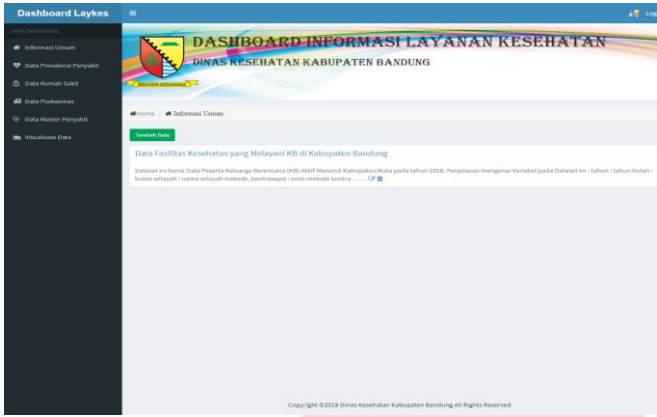 Dashboard Laykes
MAIN DASHBOARD
Informasi Umum
Data Prevalensi Penyakit
Data Rumah Sakit
Data Puskesmas
Data Master Penyakit
Visualisasi Data
Log
DASHBOARD INFORMASI LAYANAN KESEHATAN
DINAS KESEHATAN KABUPATEN BANDUNG
Home / Informasi Umum
Tambah Data
Data Fasilitas Kesehatan yang Melayani KB di Kabupaten Bandung
Dataset ini berisi Data Peserta Keluarga Berencana (KB) Aktif Menurut Kabupaten/Kota pada tahun 2018. Penjelasan mengenai Variabel pada Dataset ini : tahun : tahun bulan :
bulan wilayah : nama wilayah metode_kontrasepsi : jenis metode kontra . . . . .
Copyright ©2018 Dinas Kesehatan Kabupaten Bandung All Rights Reserved